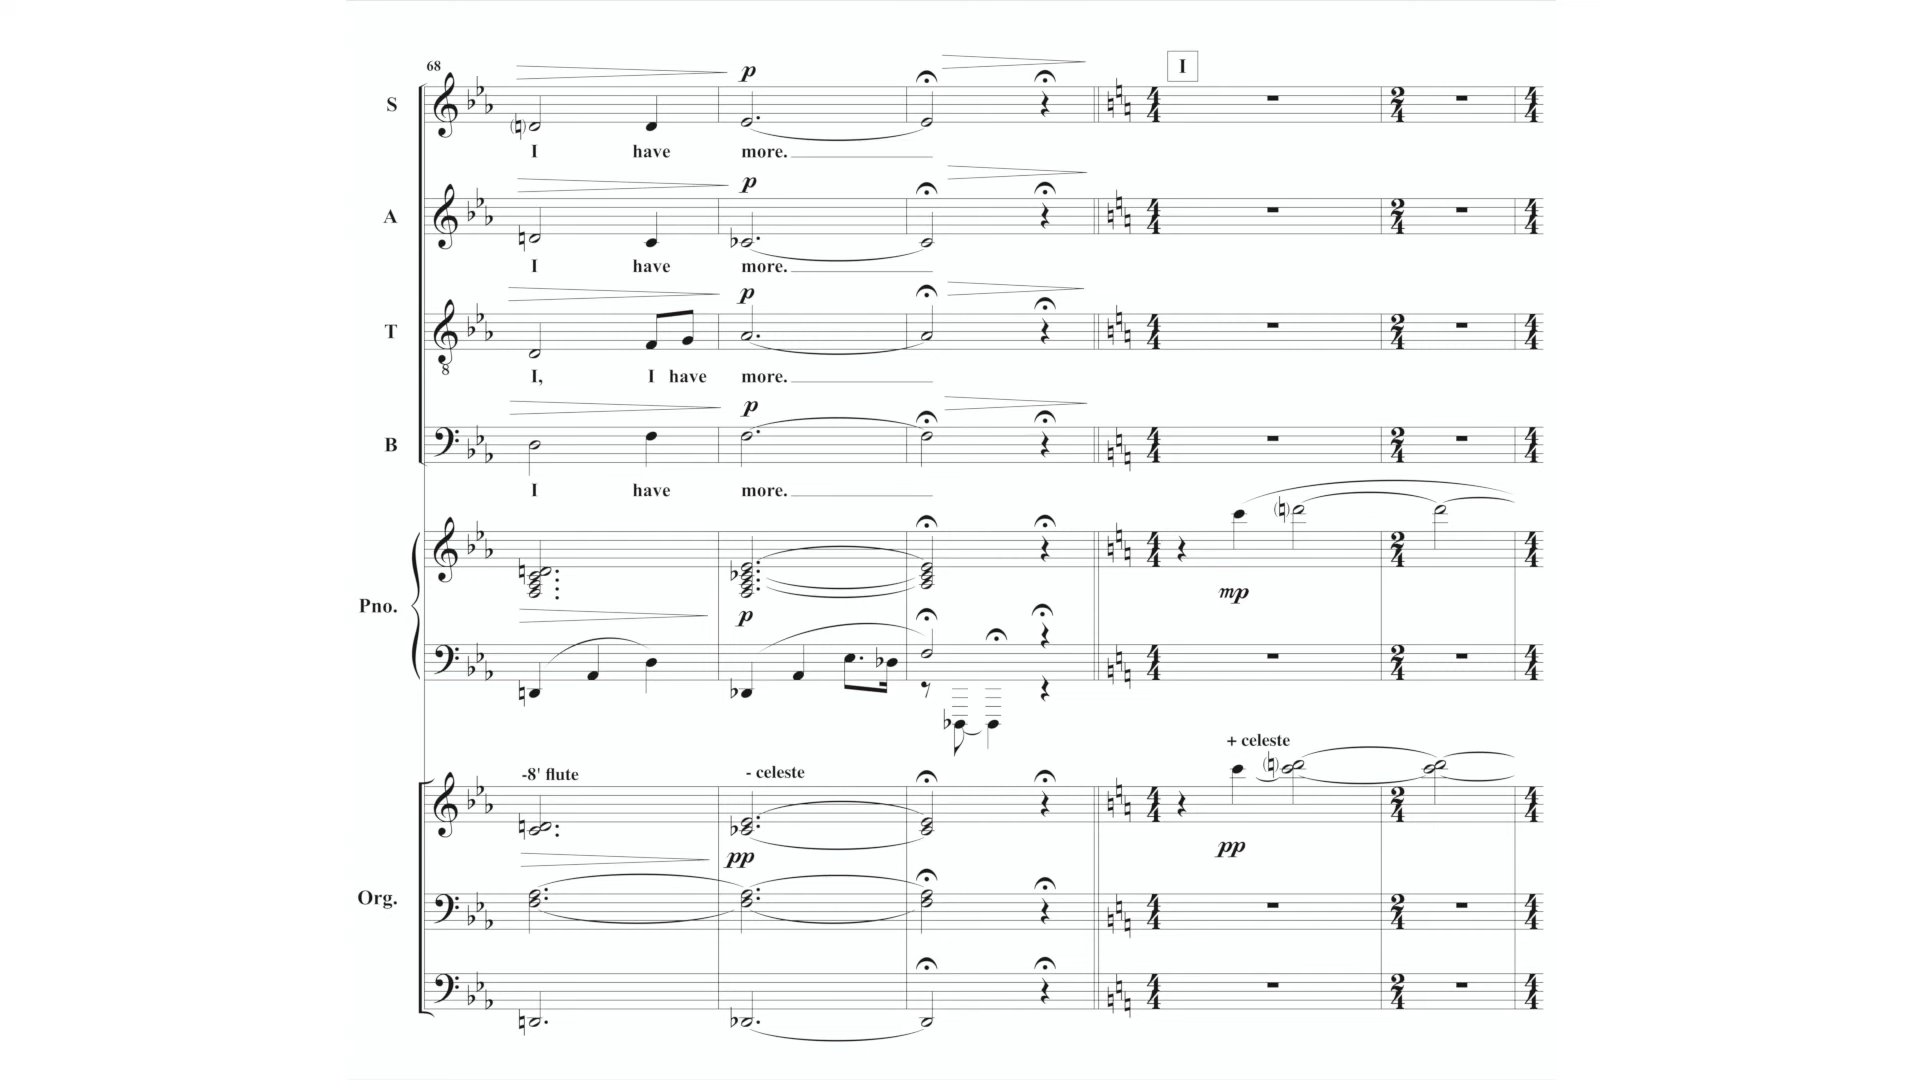 68
I
S
I have more.
A
I have more.
T
I, I have more.
B
I have more.
Pno.
mp
p
+ celeste
-8' flute
- celeste
pp
pp
Org.